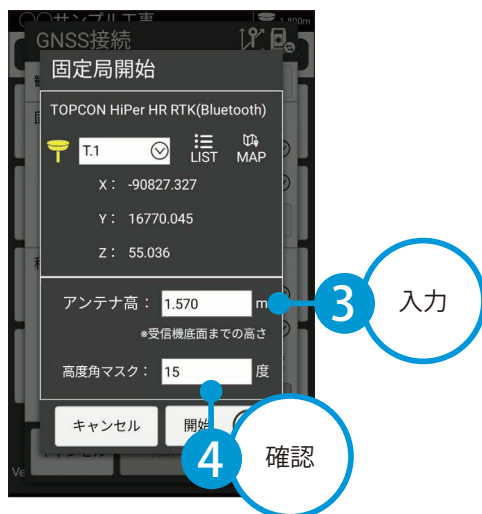 ○○サンプル工事
1,800m
GNSS接続
固定局開始
TOPCON HiPer HR RTK(Bluetooth)
T.1 LIST MAP
X： -90827.327
Y： 16770.045
Z： 55.036
アンテナ高： 1.570 m
3 入力
*受信機底面までの高さ
高度角マスク： 15 度
キャンセル 開始
4 確認
Ve